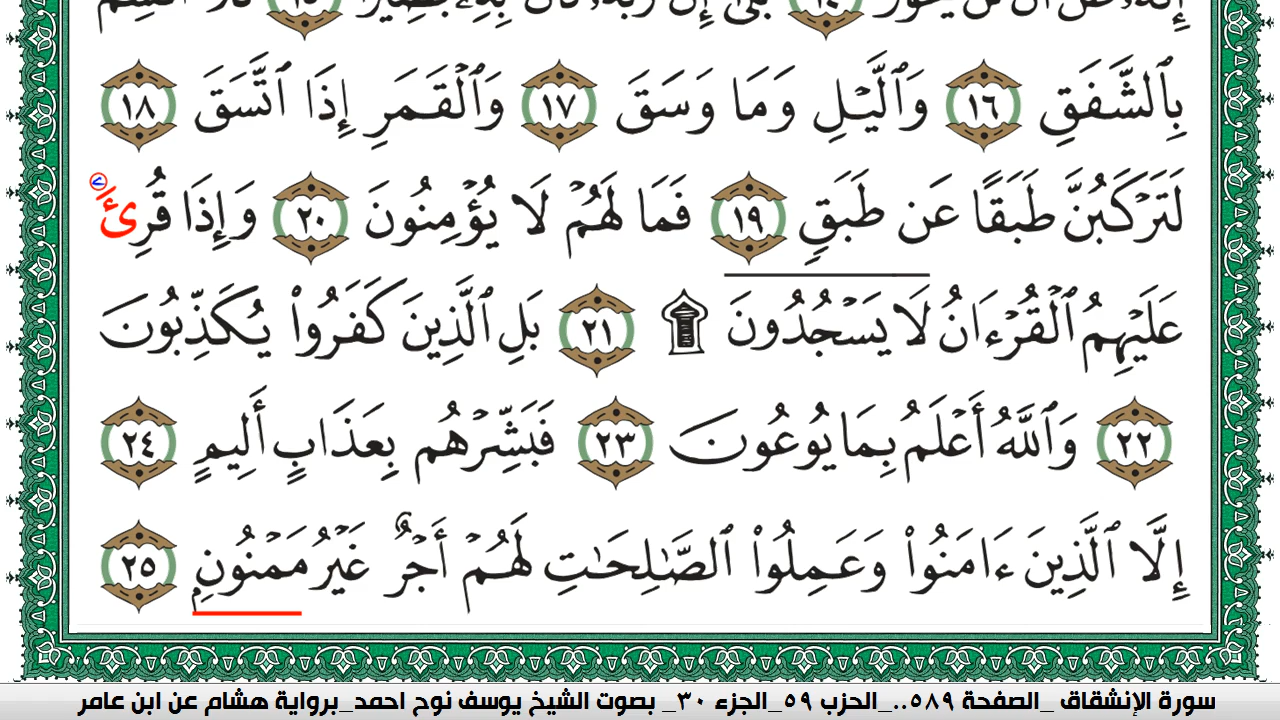 بِٱلشَّفَقِ ١٦ وَٱلَّيْلِ وَمَا وَسَقَ ١٧ وَٱلْقَمَرِ إِذَا ٱتَّسَقَ ١٨
لَتَرْكَبُنَّ طَبَقًا عَن طَبَقٍ ١٩ فَمَا لَهُمْ لَا يُؤْمِنُونَ ٢٠ وَإِذَا قُرِئَ
عَلَيْهِمُ ٱلْقُرْءَانُ لَا يَسْجُدُونَ ٢١ بَلِ ٱلَّذِينَ كَفَرُوا۟ يُكَذِّبُونَ
٢٢ وَٱللَّهُ أَعْلَمُ بِمَا يُوعُونَ ٢٣ فَبَشِّرْهُم بِعَذَابٍ أَلِيمٍ ٢٤
إِلَّا ٱلَّذِينَ ءَامَنُوا۟ وَعَمِلُوا۟ ٱلصَّـٰلِحَـٰتِ لَهُمْ أَجْرٌ غَيْرُ مَمْنُونٍ ٢٥
سورة الإنشقاق _الصفحة ٥٨٩.._الحزب ٥٩_الجزء ٣٠_ بصوت الشيخ يوسف نوح احمد_برواية هشام عن ابن عامر